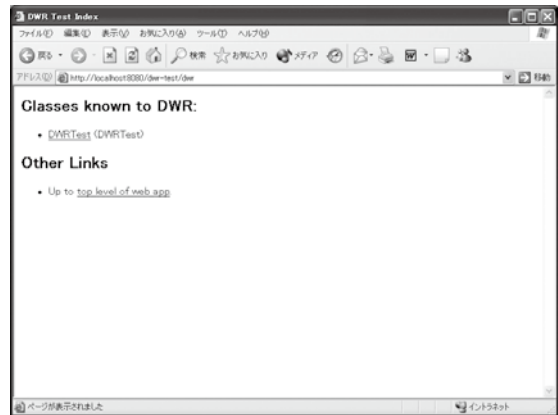 DWR Test Index
ファイル(F) 編集(E) 表示(V) お気に入り(A) ツール(T) ヘルプ(H)
戻る 検索 お気に入り メディア
アドレス(D) http://localhost:8080/dwr-test/dwr 移動
Classes known to DWR:
• DWRTest (DWRTest)
Other Links
• Up to top level of web app.
ページが表示されました イントラネット